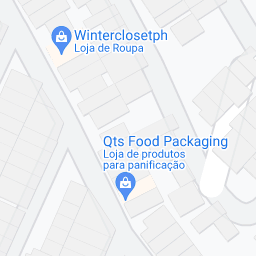 Winterclosetph
Loja de Roupa
Qts Food Packaging
Loja de produtos
para panificação